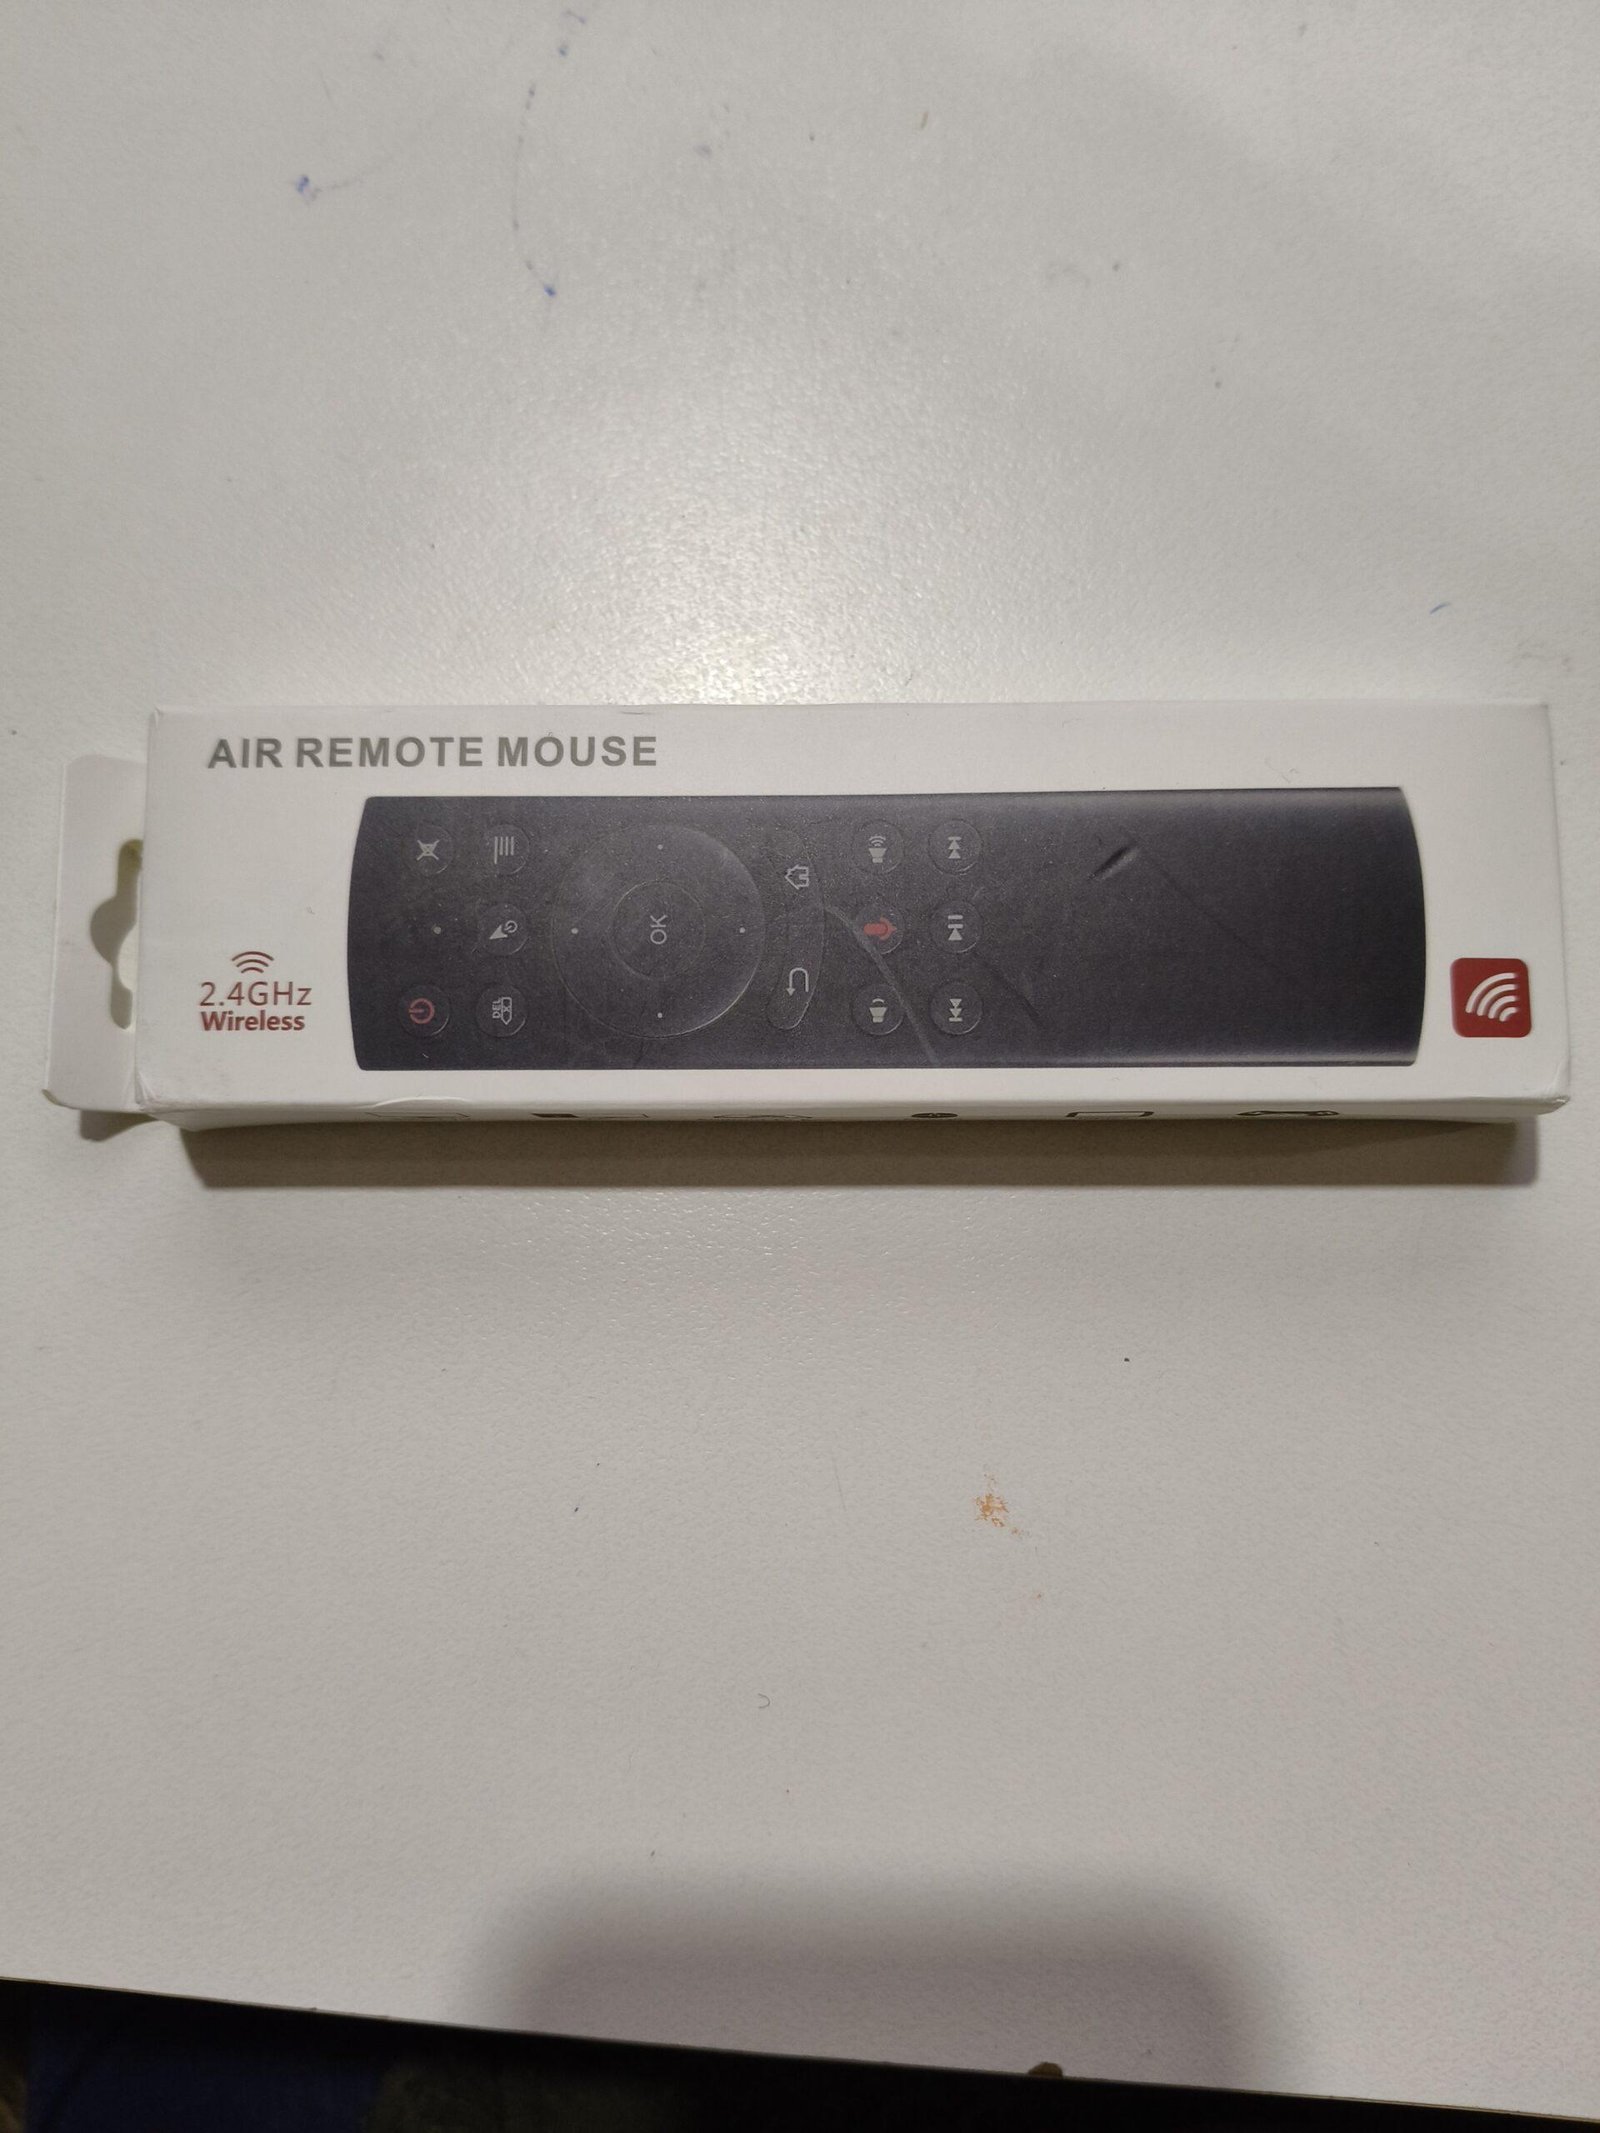 AIR REMOTE MOUSE
2.4GHz
Wireless
DEL
OK